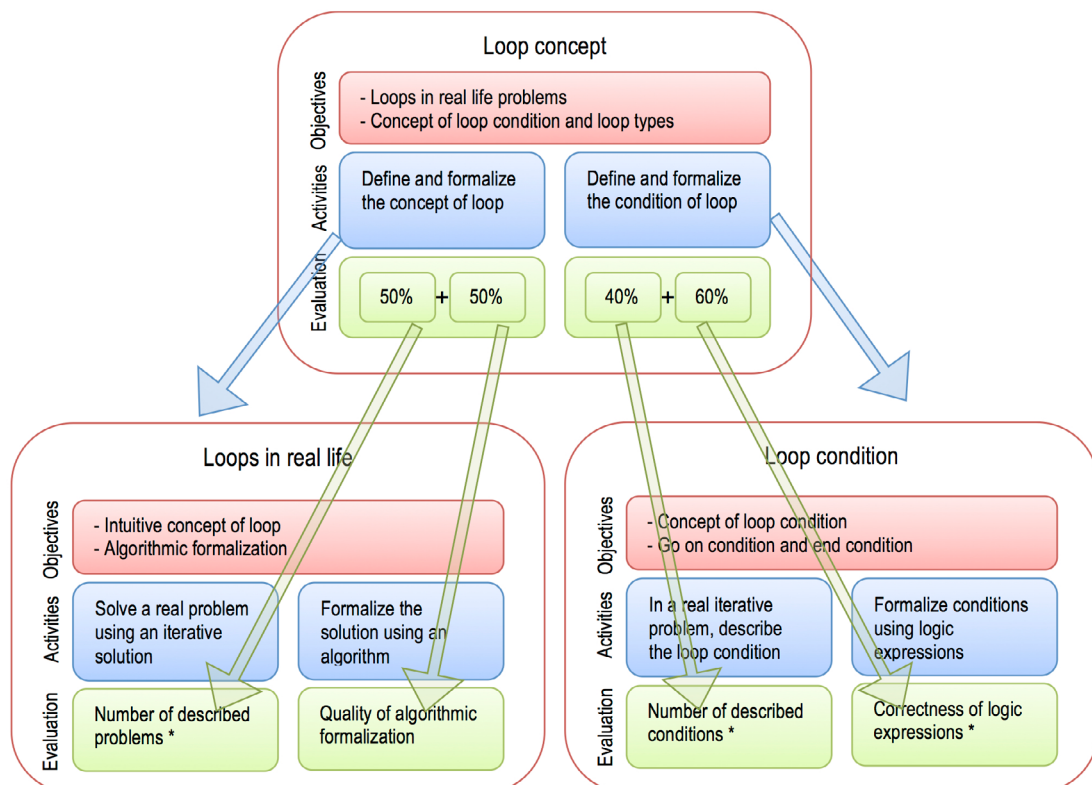 Loop concept
Objectives
- Loops in real life problems
- Concept of loop condition and loop types
Activities
Define and formalize
the concept of loop
Define and formalize
the condition of loop
Evaluation
50% + 50%
40% + 60%
Loops in real life
Objectives
- Intuitive concept of loop
- Algorithmic formalization
Activities
Solve a real problem
using an iterative
solution
Formalize the
solution using an
algorithm
Evaluation
Number of described
problems *
Quality of algorithmic
formalization
Loop condition
Objectives
- Concept of loop condition
- Go on condition and end condition
Activities
In a real iterative
problem, describe
the loop condition
Formalize conditions
using logic
expressions
Evaluation
Number of described
conditions *
Correctness of logic
expressions *